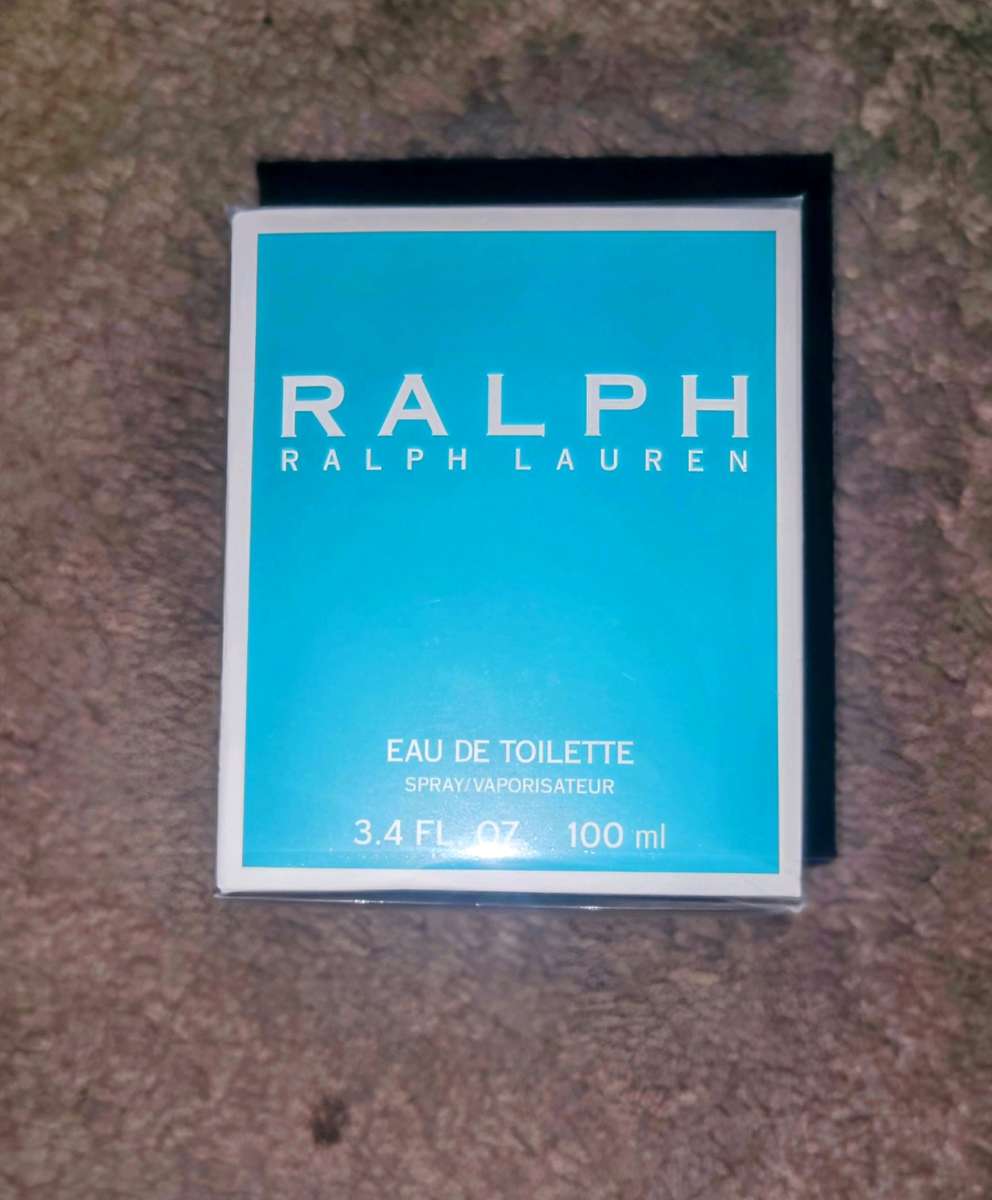 RALPH
RALPH LAUREN
EAU DE TOILETTE
SPRAY/VAPORISATEUR
3.4 FL. OZ 100 ml